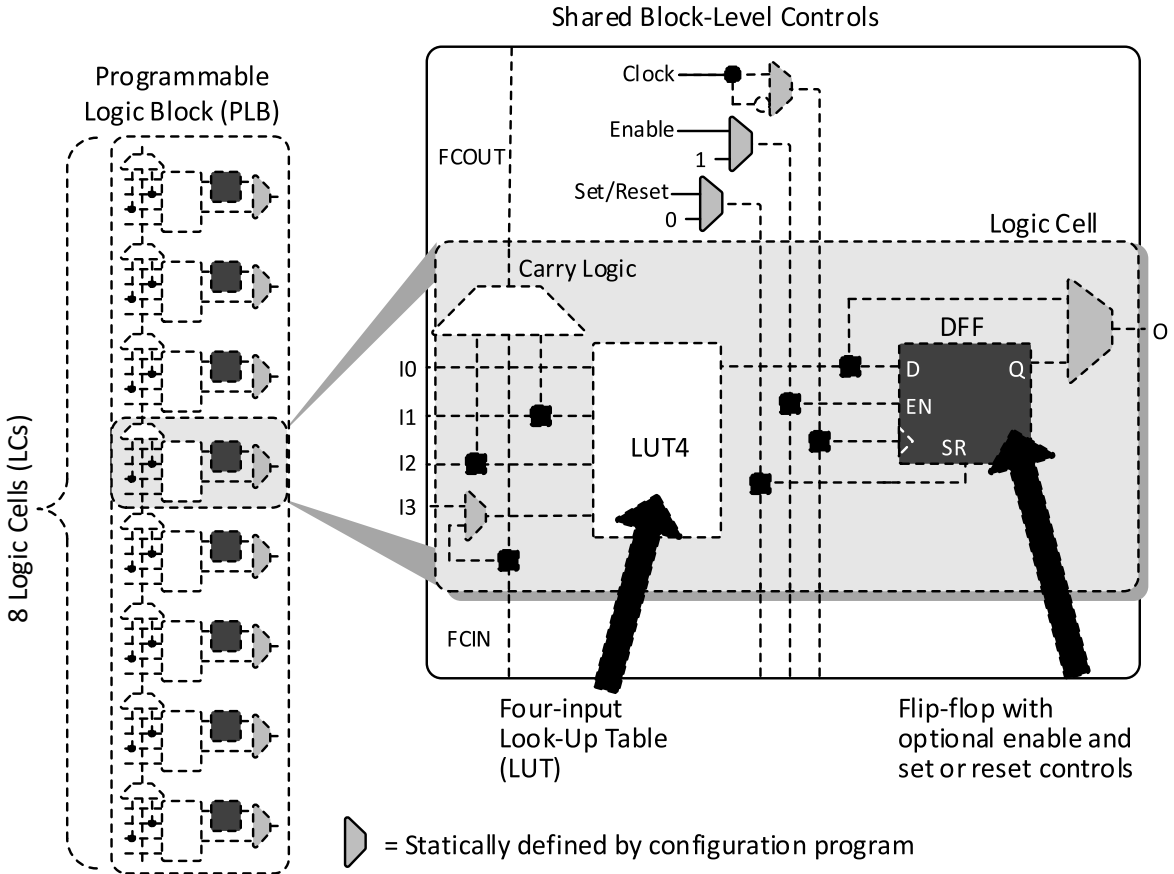 Shared Block-Level Controls
Programmable
Logic Block (PLB)
8 Logic Cells (LCs)
Clock
Enable
1
Set/Reset
0
FCOUT
Logic Cell
Carry Logic
I0
I1
I2
I3
LUT4
DFF
D
Q
EN
SR
O
FCIN
Four-input
Look-Up Table
(LUT)
Flip-flop with
optional enable and
set or reset controls
= Statically defined by configuration program